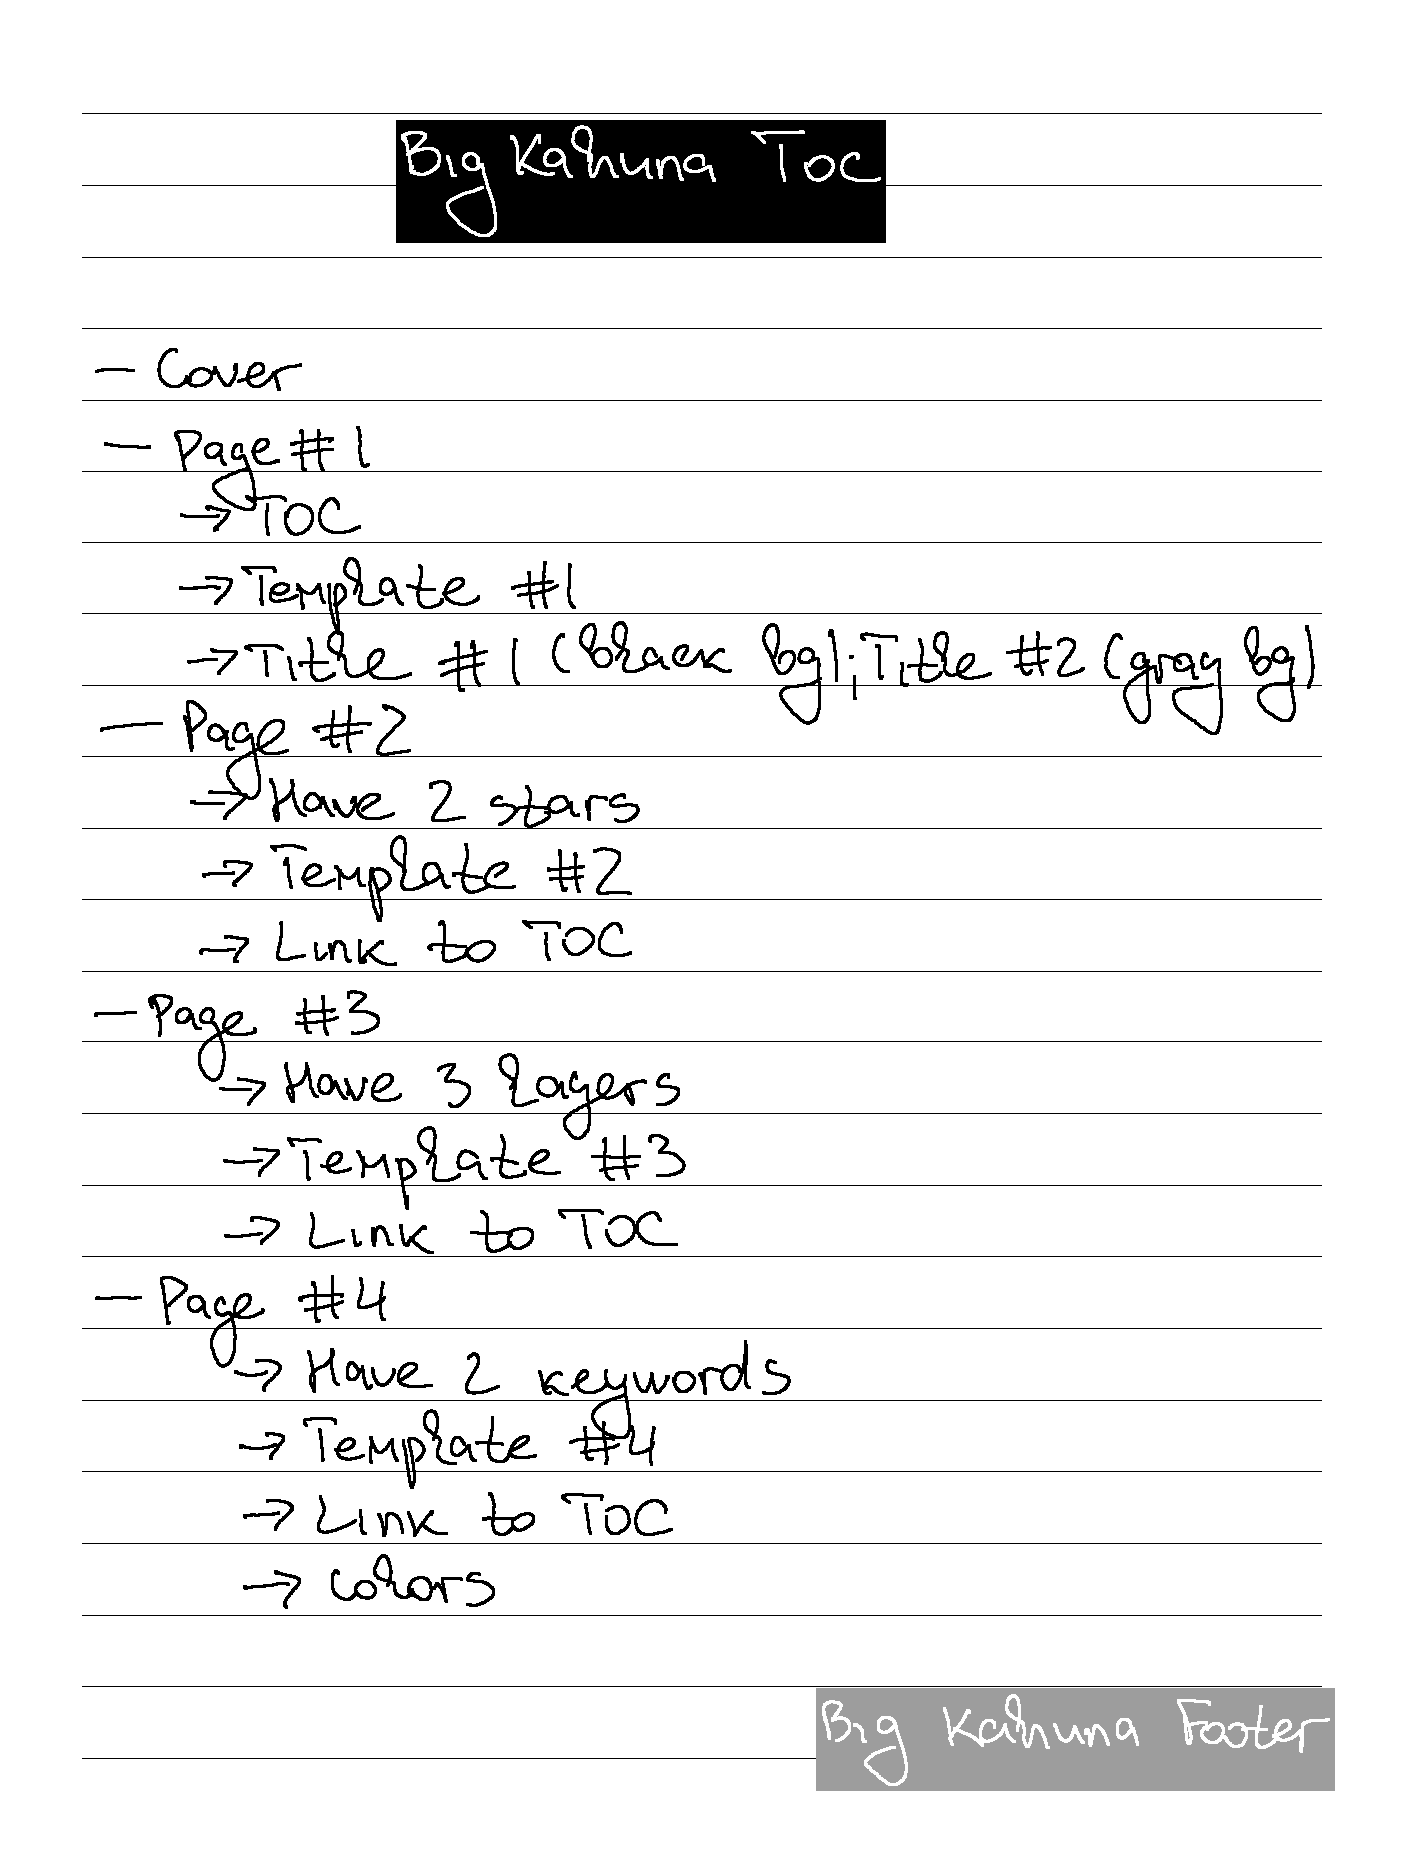 Big Kahuna TOC
— Cover
— Page #1
→ TOC
→ Template #1
→ Title #1 (black bg); Title #2 (gray bg)
— Page #2
→ Have 2 stars
→ Template #2
→ Link to TOC
— Page #3
→ Have 3 layers
→ Template #3
→ Link to TOC
— Page #4
→ Have 2 keywords
→ Template #4
→ Link to TOC
→ Colors
Big Kahuna Footer